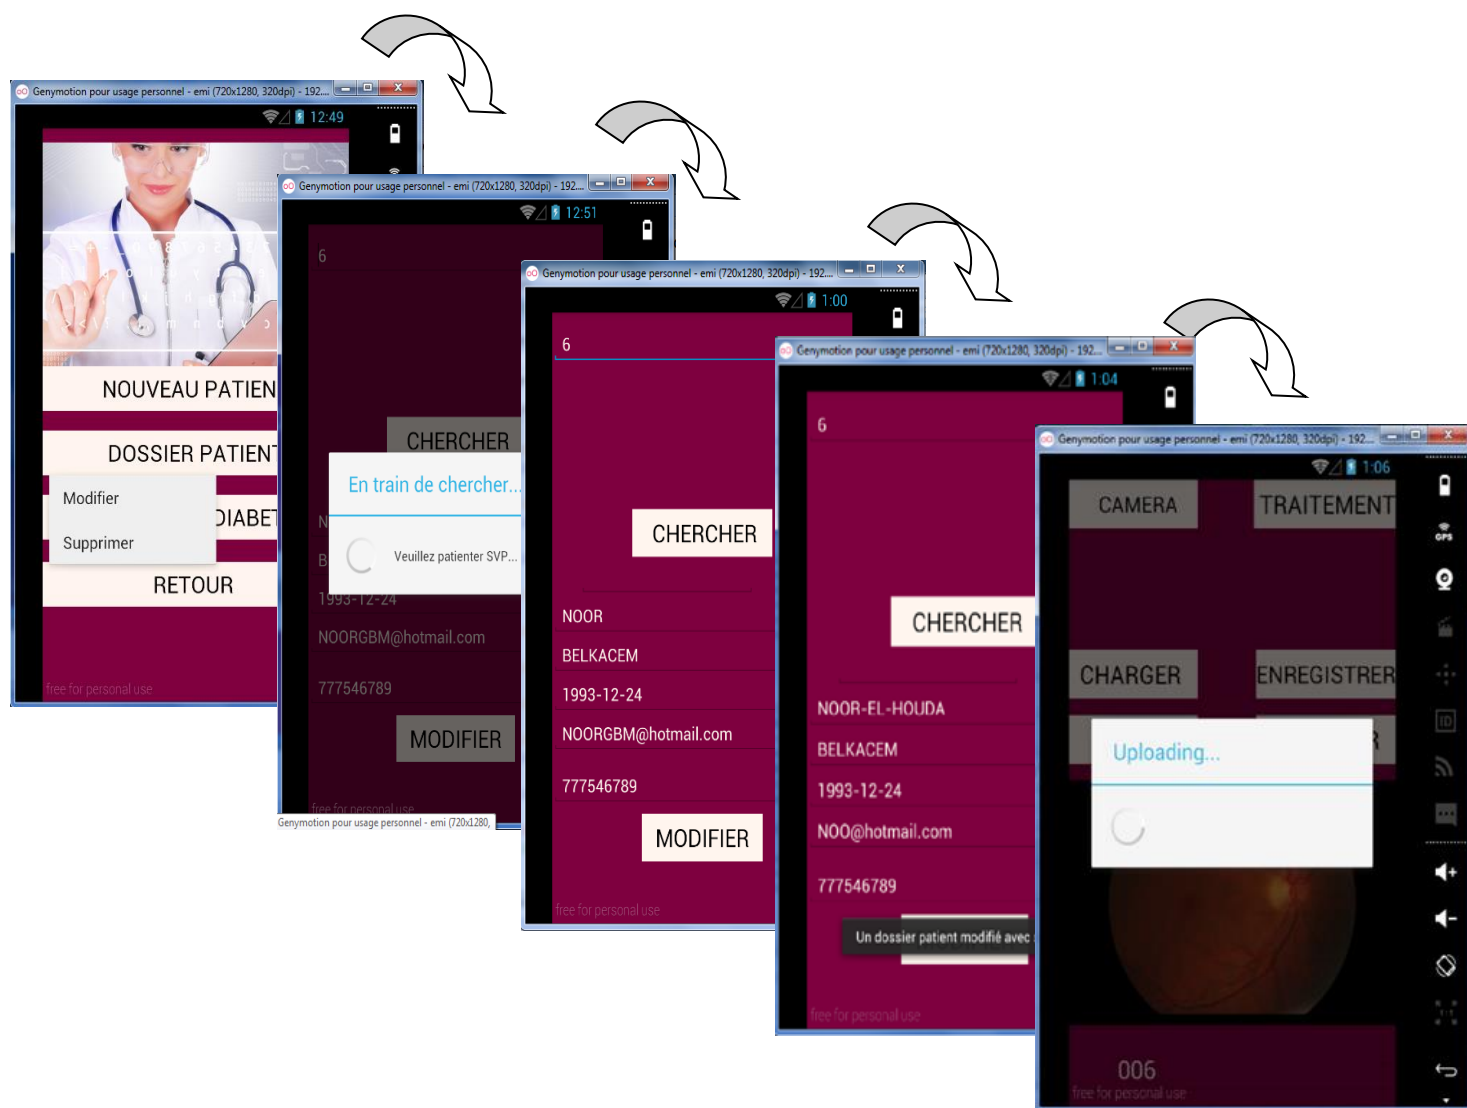 Genymotion pour usage personnel - emi (720x1280, 320dpi) - 192....
12:49
NOUVEAU PATIEN
DOSSIER PATIENT
Modifier
DIABET
Supprimer
RETOUR
free for personal use
Genymotion pour usage personnel - emi (720x1280, 320dpi) - 192....
12:51
6
CHERCHER
En train de chercher...
N
Veuillez patienter SVP...
B
1993-12-24
NOORGBM@hotmail.com
777546789
MODIFIER
free for personal use
Genymotion pour usage personnel - emi (720x1280,
Genymotion pour usage personnel - emi (720x1280, 320dpi) - 192....
1:00
6
CHERCHER
NOOR
BELKACEM
1993-12-24
NOORGBM@hotmail.com
777546789
MODIFIER
free for personal use
Genymotion pour usage personnel - emi (720x1280, 320dpi) - 192....
1:04
6
CHERCHER
NOOR-EL-HOUDA
BELKACEM
1993-12-24
NOO@hotmail.com
777546789
Un dossier patient modifié avec
free for personal use
Genymotion pour usage personnel - emi (720x1280, 320dpi) - 192....
1:06
CAMERA TRAITEMENT
GPS
CHARGER ENREGISTRER
ID
R
Uploading...
006
free for personal use